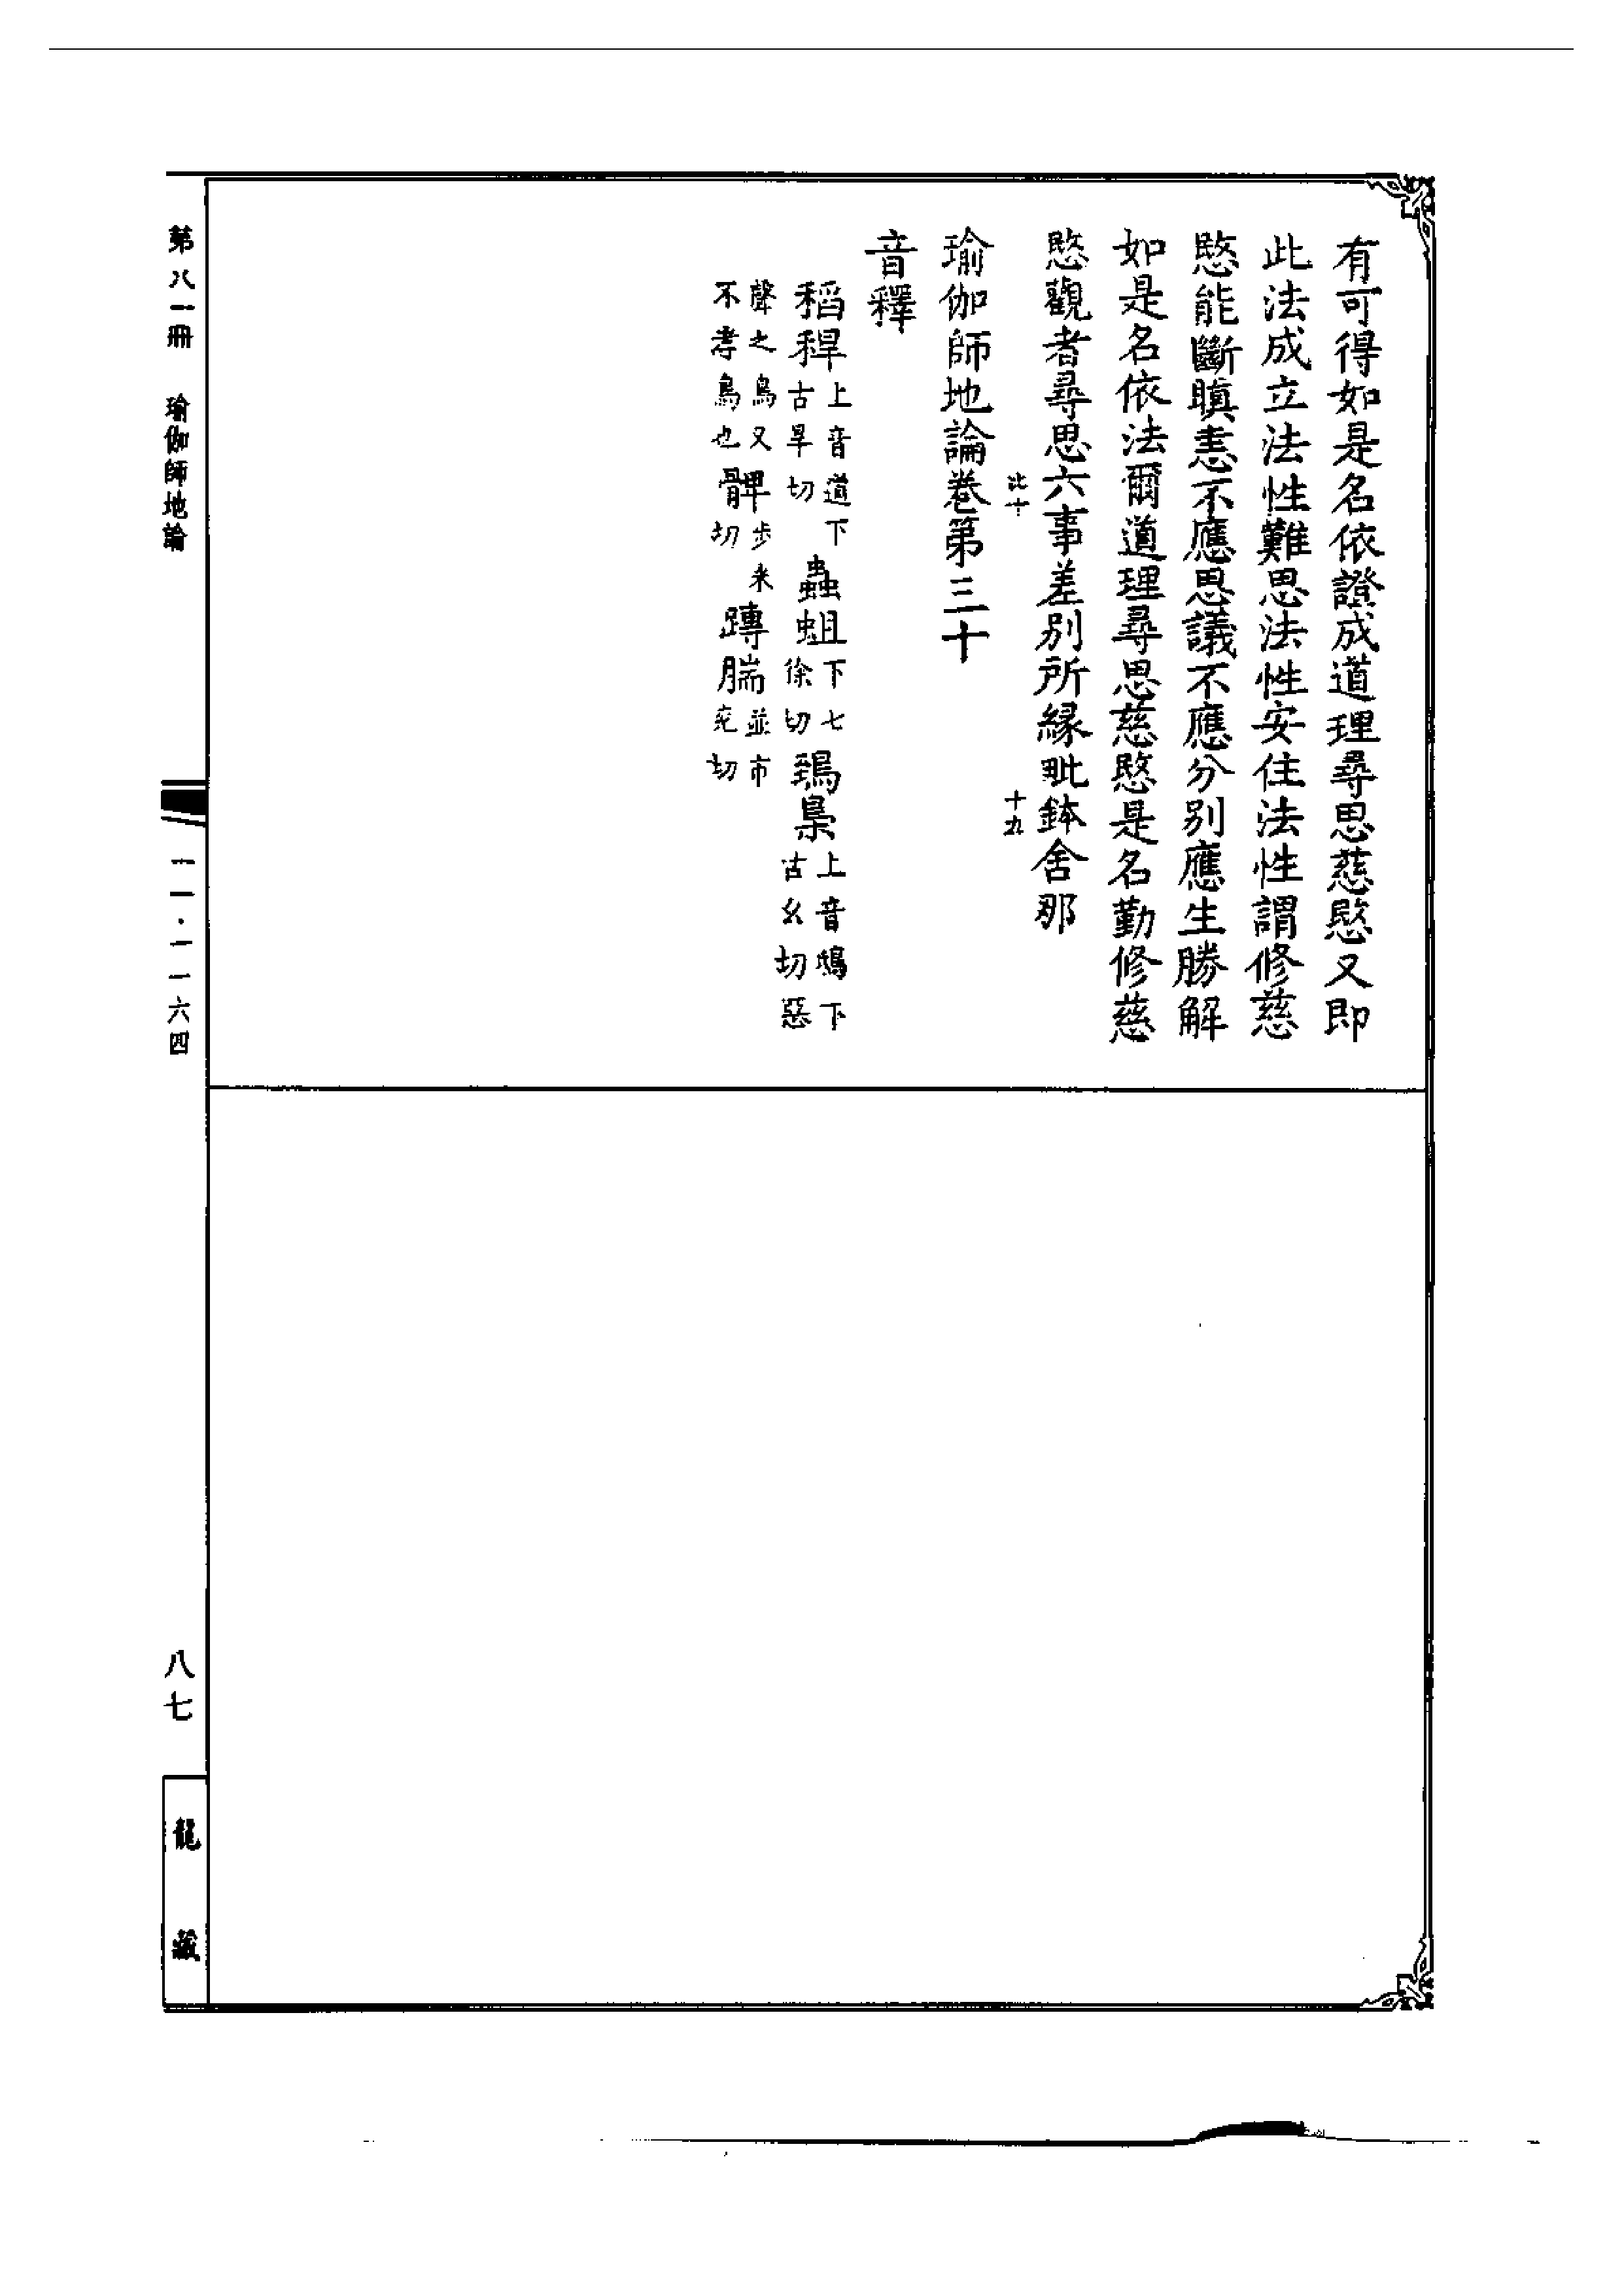 有可得如是名依證成道理尋思慈愍又即
此法成立法性難思法性安住法性謂修慈
愍能斷瞋恚不應思議不應分別應生勝解
如是名依法爾道理尋思慈愍是名勤修慈
愍觀者尋思六事差別所緣毗鉢舍那
比十 十九
瑜伽師地論卷第三十
音釋
稻稈上音道下古旱切 蟲蛆下七徐切 鵄梟上音鴟下古幺切惡
聲之鳥又不孝鳥也 髀步米切 䏝腨並市兖切
第八一冊 瑜伽師地論
一一·一一六四
八七
龍藏